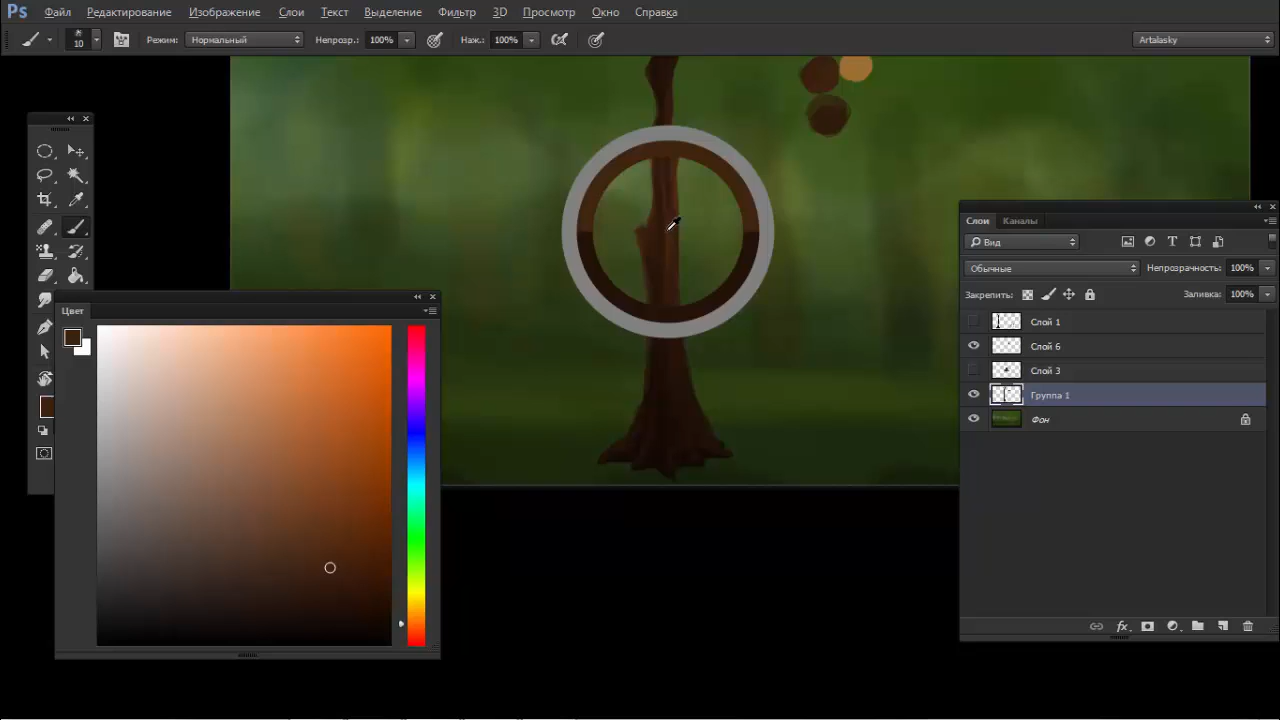 Ps Файл Редактирование Изображение Слои Текст Выделение Фильтр 3D Просмотр Окно Справка
10 Режим: Нормальный Непрозр.: 100% Наж.: 100% Artalasky
Слои Каналы
Вид
Обычные Непрозрачность: 100%
Закрепить: Заливка: 100%
Слой 1
Слой 6
Слой 3
Группа 1
Фон
fx
Цвет